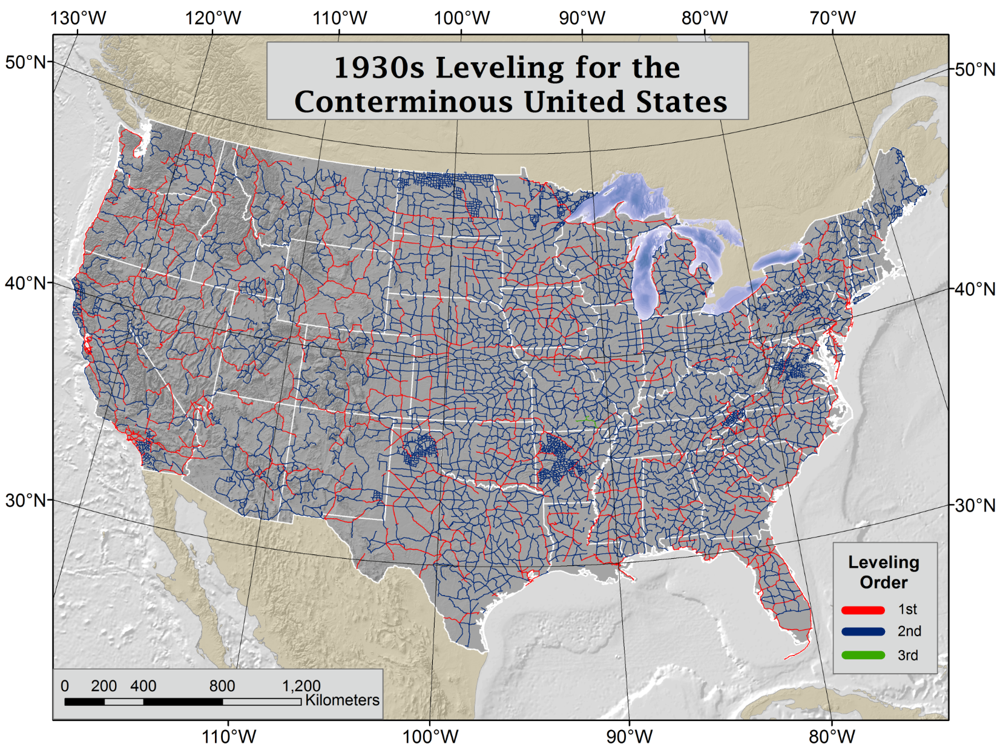 130°W 120°W 110°W 100°W 90°W 80°W 70°W
1930s Leveling for the
Conterminous United States
50°N 50°N
40°N 40°N
30°N 30°N
Leveling
Order
1st
2nd
3rd
0 200 400 800 1,200
Kilometers
110°W 100°W 90°W 80°W